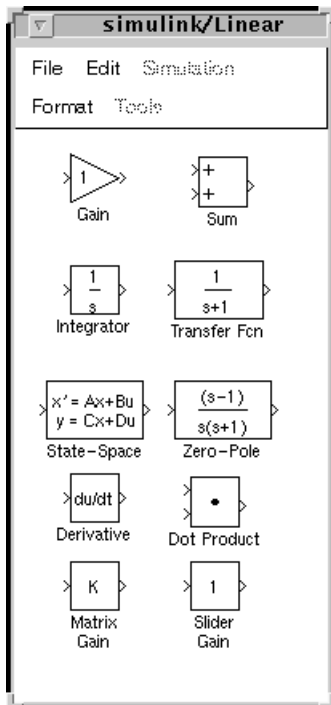 simulink/Linear
File Edit Simulation
Format Tools
1
Gain
+
+
Sum
1
s
Integrator
1
s+1
Transfer Fcn
x' = Ax+Bu
y = Cx+Du
State-Space
(s-1)
s(s+1)
Zero-Pole
du/dt
Derivative
Dot Product
K
Matrix
Gain
1
Slider
Gain